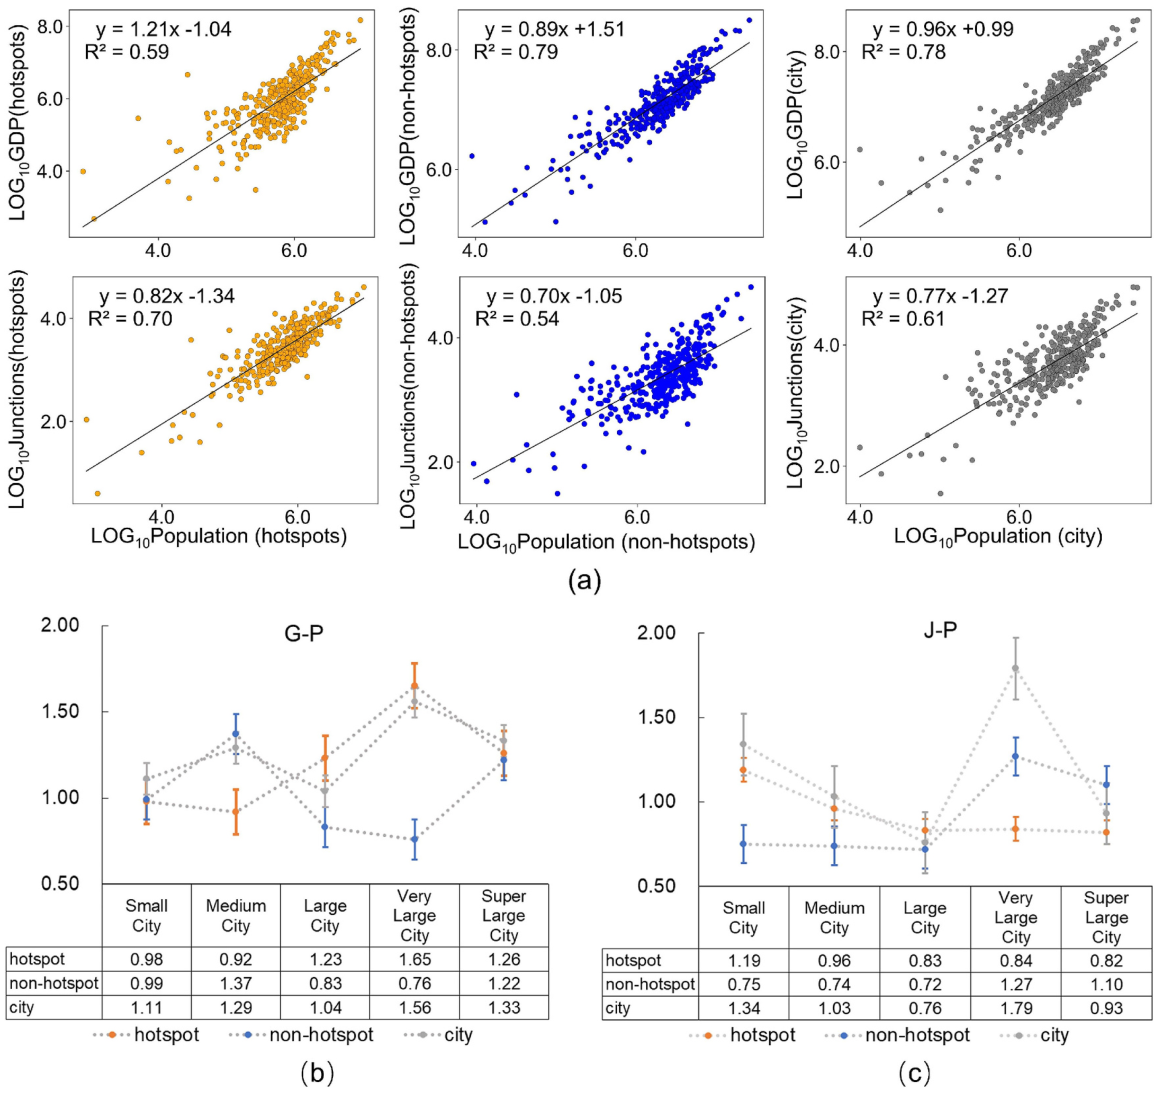 y = 1.21x -1.04
R² = 0.59
8.0
6.0
4.0
LOG₁₀GDP(hotspots)
4.0 6.0
y = 0.89x +1.51
R² = 0.79
8.0
6.0
LOG₁₀GDP(non-hotspots)
4.0 6.0
y = 0.96x +0.99
R² = 0.78
8.0
6.0
LOG₁₀GDP(city)
4.0 6.0
y = 0.82x -1.34
R² = 0.70
4.0
2.0
LOG₁₀Junctions(hotspots)
4.0 6.0
LOG₁₀Population (hotspots)
y = 0.70x -1.05
R² = 0.54
4.0
2.0
LOG₁₀Junctions(non-hotspots)
4.0 6.0
LOG₁₀Population (non-hotspots)
y = 0.77x -1.27
R² = 0.61
4.0
2.0
LOG₁₀Junctions(city)
4.0 6.0
LOG₁₀Population (city)
(a)
G-P
2.00
1.50
1.00
0.50
Small City Medium City Large City Very Large City Super Large City
hotspot 0.98 0.92 1.23 1.65 1.26
non-hotspot 0.99 1.37 0.83 0.76 1.22
city 1.11 1.29 1.04 1.56 1.33
hotspot non-hotspot city
(b)
J-P
2.00
1.50
1.00
0.50
Small City Medium City Large City Very Large City Super Large City
hotspot 1.19 0.96 0.83 0.84 0.82
non-hotspot 0.75 0.74 0.72 1.27 1.10
city 1.34 1.03 0.76 1.79 0.93
hotspot non-hotspot city
(c)